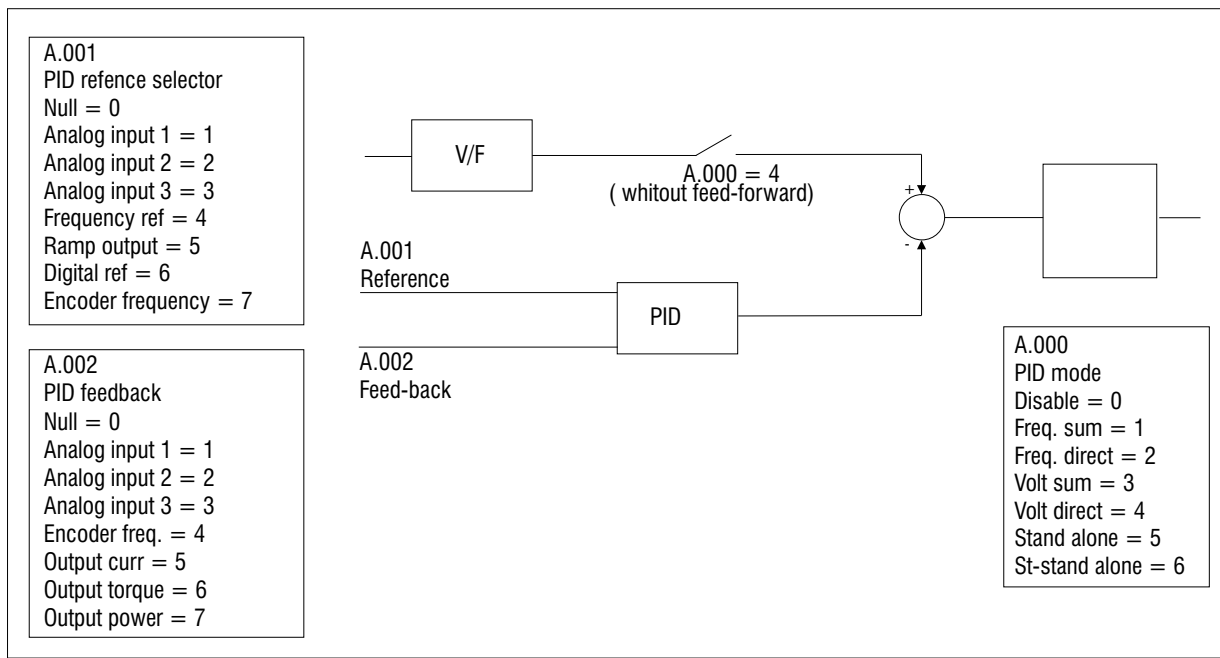 A.001
PID refence selector
Null = 0
Analog input 1 = 1
Analog input 2 = 2
Analog input 3 = 3
Frequency ref = 4
Ramp output = 5
Digital ref = 6
Encoder frequency = 7
A.002
PID feedback
Null = 0
Analog input 1 = 1
Analog input 2 = 2
Analog input 3 = 3
Encoder freq. = 4
Output curr = 5
Output torque = 6
Output power = 7
V/F
A.000 = 4
( whitout feed-forward)
+
-
A.001
Reference
PID
A.002
Feed-back
A.000
PID mode
Disable = 0
Freq. sum = 1
Freq. direct = 2
Volt sum = 3
Volt direct = 4
Stand alone = 5
St-stand alone = 6